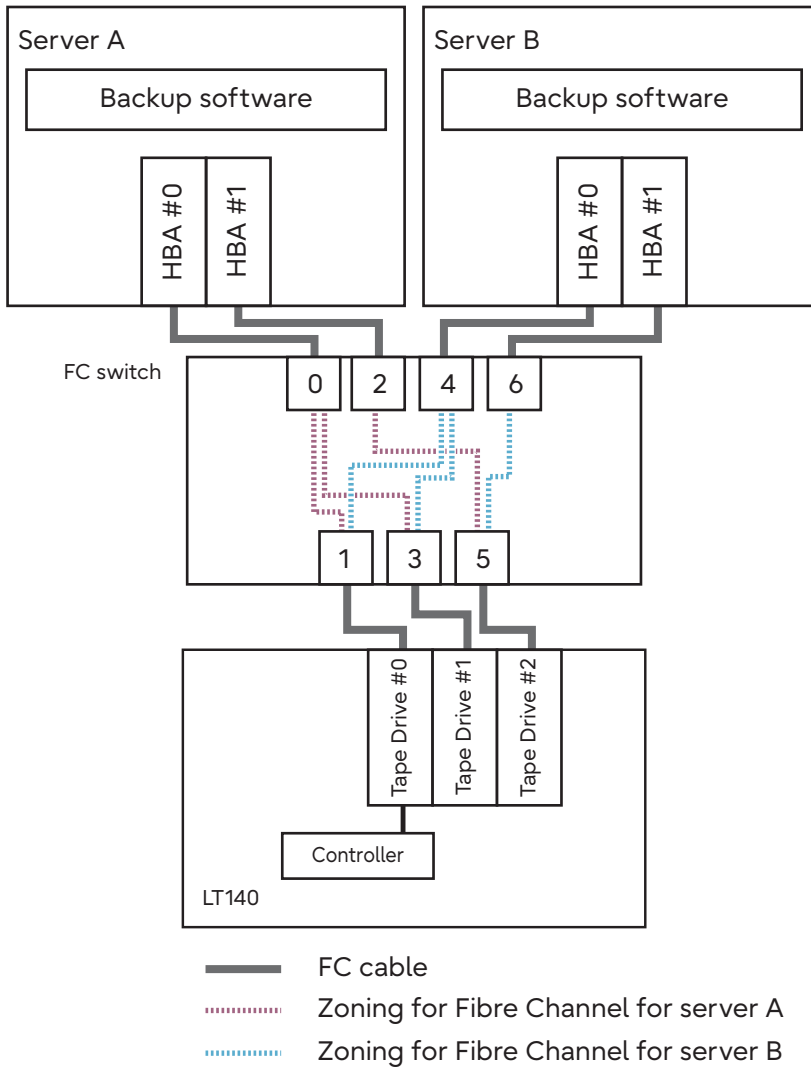 Server A
Server B
Backup software
Backup software
HBA #0
HBA #1
HBA #0
HBA #1
FC switch
0
2
4
6
1
3
5
Tape Drive #0
Tape Drive #1
Tape Drive #2
Controller
LT140
FC cable
Zoning for Fibre Channel for server A
Zoning for Fibre Channel for server B